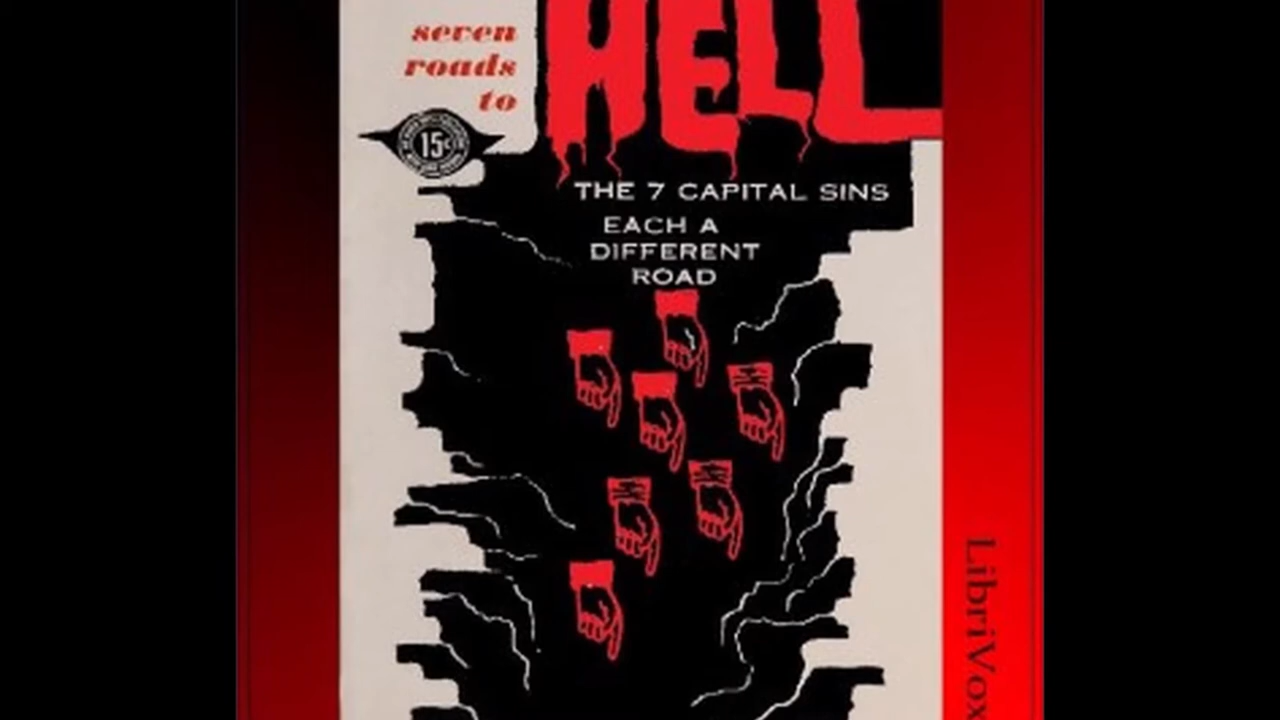 seven
roads
to
HELL
15¢
THE 7 CAPITAL SINS
EACH A
DIFFERENT
ROAD
LibriVox